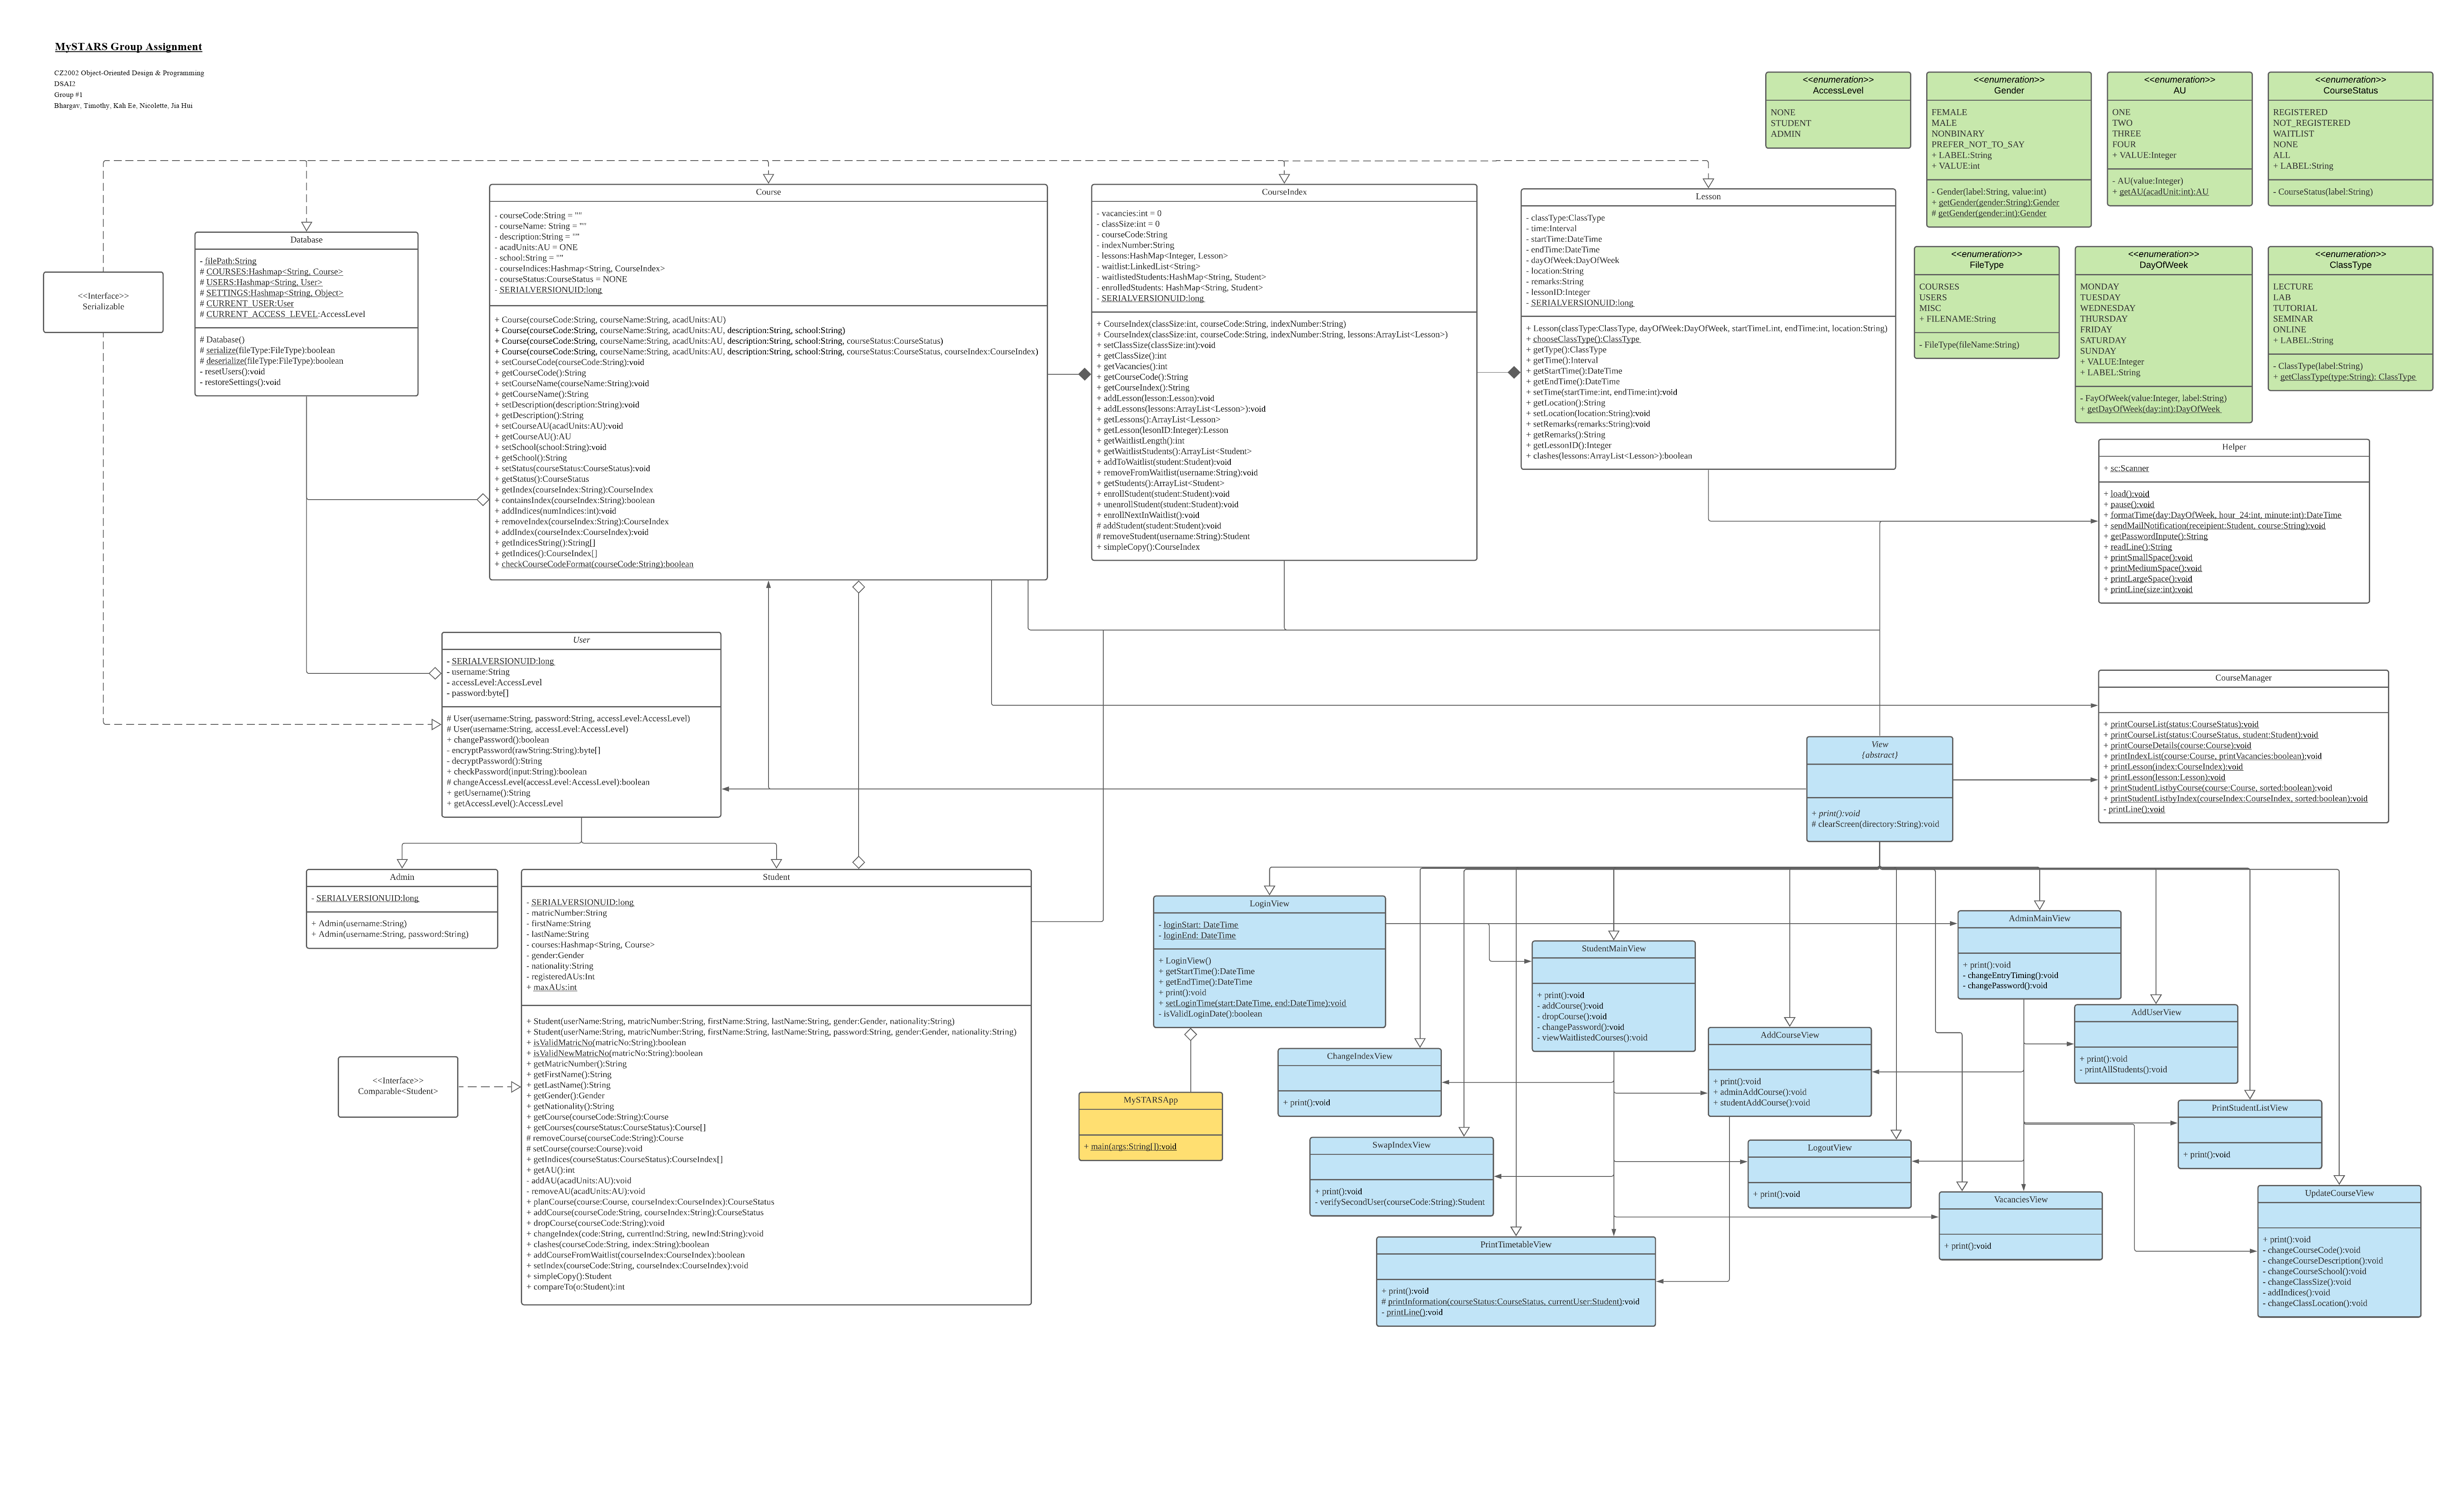 MySTARS Group Assignment
CZ2002 Object-Oriented Design & Programming
DSAI2
Group #1
Bhargav, Timothy, Kah Ee, Nicolette, Jia Hui
<<enumeration>>
AccessLevel
NONE
STUDENT
ADMIN
<<enumeration>>
Gender
FEMALE
MALE
NONBINARY
PREFER_NOT_TO_SAY
+ LABEL:String
+ VALUE:int
- Gender(label:String, value:int)
+ getGender(gender:String):Gender
# getGender(gender:int):Gender
<<enumeration>>
AU
ONE
TWO
THREE
FOUR
+ VALUE:Integer
- AU(value:Integer)
+ getAU(acadUnit:int):AU
<<enumeration>>
CourseStatus
REGISTERED
NOT_REGISTERED
WAITLIST
NONE
ALL
+ LABEL:String
- CourseStatus(label:String)
<<enumeration>>
FileType
COURSES
USERS
MISC
+ FILENAME:String
- FileType(fileName:String)
<<enumeration>>
DayOfWeek
MONDAY
TUESDAY
WEDNESDAY
THURSDAY
FRIDAY
SATURDAY
SUNDAY
+ VALUE:Integer
+ LABEL:String
- FayOfWeek(value:Integer, label:String)
+ getDayOfWeek(day:int):DayOfWeek
<<enumeration>>
ClassType
LECTURE
LAB
TUTORIAL
SEMINAR
ONLINE
+ LABEL:String
- ClassType(label:String)
+ getClassType(type:String): ClassType
<<Interface>>
Serializable
Database
- filePath:String
# COURSES:Hashmap<String, Course>
# USERS:Hashmap<String, User>
# SETTINGS:Hashmap<String, Object>
# CURRENT_USER:User
# CURRENT_ACCESS_LEVEL:AccessLevel
# Database()
# serialize(fileType:FileType):boolean
# deserialize(fileType:FileType):boolean
- resetUsers():void
- restoreSettings():void
Course
- courseCode:String = ""
- courseName: String = ""
- description:String = ""
- acadUnits:AU = ONE
- school:String = ""
- courseIndices:Hashmap<String, CourseIndex>
- courseStatus:CourseStatus = NONE
- SERIALVERSIONUID:long
+ Course(courseCode:String, courseName:String, acadUnits:AU)
+ Course(courseCode:String, courseName:String, acadUnits:AU, description:String, school:String)
+ Course(courseCode:String, courseName:String, acadUnits:AU, description:String, school:String, courseStatus:CourseStatus)
+ Course(courseCode:String, courseName:String, acadUnits:AU, description:String, school:String, courseStatus:CourseStatus, courseIndex:CourseIndex)
+ setCourseCode(courseCode:String):void
+ getCourseCode():String
+ setCourseName(courseName:String):void
+ getCourseName():String
+ setDescription(description:String):void
+ getDescription():String
+ setCourseAU(acadUnits:AU):void
+ getCourseAU():AU
+ setSchool(school:String):void
+ getSchool():String
+ setStatus(courseStatus:CourseStatus):void
+ getStatus():CourseStatus
+ getIndex(courseIndex:String):CourseIndex
+ containsIndex(courseIndex:String):boolean
+ addIndices(numIndices:int):void
+ removeIndex(courseIndex:String):CourseIndex
+ addIndex(courseIndex:CourseIndex):void
+ getIndicesString():String[]
+ getIndices():CourseIndex[]
+ checkCourseCodeFormat(courseCode:String):boolean
CourseIndex
- vacancies:int = 0
- classSize:int = 0
- courseCode:String
- indexNumber:String
- lessons:HashMap<Integer, Lesson>
- waitlist:LinkedList<String>
- waitlistedStudents:HashMap<String, Student>
- enrolledStudents: HashMap<String, Student>
- SERIALVERSIONUID:long
+ CourseIndex(classSize:int, courseCode:String, indexNumber:String)
+ CourseIndex(classSize:int, courseCode:String, indexNumber:String, lessons:ArrayList<Lesson>)
+ setClassSize(classSize:int):void
+ getClassSize():int
+ getVacancies():int
+ getCourseCode():String
+ getCourseIndex():String
+ addLesson(lesson:Lesson):void
+ addLessons(lessons:ArrayList<Lesson>):void
+ getLessons():ArrayList<Lesson>
+ getLesson(lesonID:Integer):Lesson
+ getWaitlistLength():int
+ getWaitlistStudents():ArrayList<Student>
+ addToWaitlist(student:Student):void
+ removeFromWaitlist(username:String):void
+ getStudents():ArrayList<Student>
+ enrollStudent(student:Student):void
+ unenrollStudent(student:Student):void
+ enrollNextInWaitlist():void
# addStudent(student:Student):void
# removeStudent(username:String):Student
+ simpleCopy():CourseIndex
Lesson
- classType:ClassType
- time:Interval
- startTime:DateTime
- endTime:DateTime
- dayOfWeek:DayOfWeek
- location:String
- remarks:String
- lessonID:Integer
- SERIALVERSIONUID:long
+ Lesson(classType:ClassType, dayOfWeek:DayOfWeek, startTimeI.int, endTime:int, location:String)
+ chooseClassType():ClassType
+ getType():ClassType
+ getTime():Interval
+ getStartTime():DateTime
+ getEndTime():DateTime
+ setTime(startTime:int, endTime:int):void
+ getLocation():String
+ setLocation(location:String):void
+ setRemarks(remarks:String):void
+ getRemarks():String
+ getLessonID():Integer
+ clashes(lessons:ArrayList<Lesson>):boolean
Helper
+ sc:Scanner
+ load():void
+ pause():void
+ formatTime(day:DayOfWeek, hour_24:int, minute:int):DateTime
+ sendMailNotification(receipient:Student, course:String):void
+ getPasswordInpute():String
+ readLine():String
+ printSmallSpace():void
+ printMediumSpace():void
+ printLargeSpace():void
+ printLine(size:int):void
User
- SERIALVERSIONUID:long
- username:String
- accessLevel:AccessLevel
- password:byte[]
# User(username:String, password:String, accessLevel:AccessLevel)
# User(username:String, accessLevel:AccessLevel)
+ changePassword():boolean
- encryptPassword(rawString:String):byte[]
- decryptPassword():String
+ checkPassword(input:String):boolean
# changeAccessLevel(accessLevel:AccessLevel):boolean
+ getUsername():String
+ getAccessLevel():AccessLevel
CourseManager
+ printCourseList(status:CourseStatus):void
+ printCourseList(status:CourseStatus, student:Student):void
+ printCourseDetails(course:Course):void
+ printIndexList(course:Course, printVacancies:boolean):void
+ printLesson(index:CourseIndex):void
+ printLesson(lesson:Lesson):void
+ printStudentListbyCourse(course:Course, sorted:boolean):void
+ printStudentListbyIndex(courseIndex:CourseIndex, sorted:boolean):void
- printLine():void
View
{abstract}
+ print():void
# clearScreen(directory:String):void
Admin
- SERIALVERSIONUID:long
+ Admin(username:String)
+ Admin(username:String, password:String)
Student
- SERIALVERSIONUID:long
- matricNumber:String
- firstName:String
- lastName:String
- courses:Hashmap<String, Course>
- gender:Gender
- nationality:String
- registeredAUs:Int
+ maxAUs:int
+ Student(userName:String, matricNumber:String, firstName:String, lastName:String, gender:Gender, nationality:String)
+ Student(userName:String, matricNumber:String, firstName:String, lastName:String, password:String, gender:Gender, nationality:String)
+ isValidMatricNo(matricNo:String):boolean
+ isValidNewMatricNo(matricNo:String):boolean
+ getMatricNumber():String
+ getFirstName():String
+ getLastName():String
+ getGender():Gender
+ getNationality():String
+ getCourse(courseCode:String):Course
+ getCourses(courseStatus:CourseStatus):Course[]
# removeCourse(courseCode:String):Course
# setCourse(course:Course):void
+ getIndices(courseStatus:CourseStatus):CourseIndex[]
+ getAU():int
- addAU(acadUnits:AU):void
- removeAU(acadUnits:AU):void
+ planCourse(course:Course, courseIndex:CourseIndex):CourseStatus
+ addCourse(courseCode:String, courseIndex:String):CourseStatus
+ dropCourse(courseCode:String):void
+ changeIndex(code:String, currentInd:String, newInd:String):void
+ clashes(courseCode:String, index:String):boolean
+ addCourseFromWaitlist(courseIndex:CourseIndex):boolean
+ setIndex(courseCode:String, courseIndex:CourseIndex):void
+ simpleCopy():Student
+ compareTo(o:Student):int
<<Interface>>
Comparable<Student>
LoginView
- loginStart: DateTime
- loginEnd: DateTime
+ LoginView()
+ getStartTime():DateTime
+ getEndTime():DateTime
+ print():void
+ setLoginTime(start:DateTime, end:DateTime):void
- isValidLoginDate():boolean
StudentMainView
+ print():void
- addCourse():void
- dropCourse():void
- changePassword():void
- viewWaitlistedCourses():void
AdminMainView
+ print():void
- changeEntryTiming():void
- changePassword():void
AddUserView
+ print():void
- printAllStudents():void
AddCourseView
+ print():void
+ adminAddCourse():void
+ studentAddCourse():void
ChangeIndexView
+ print():void
MySTARSApp
+ main(args:String[]):void
PrintStudentListView
+ print():void
SwapIndexView
+ print():void
- verifySecondUser(courseCode:String):Student
LogoutView
+ print():void
VacanciesView
+ print():void
UpdateCourseView
+ print():void
- changeCourseCode():void
- changeCourseDescription():void
- changeCourseSchool():void
- changeClassSize():void
- addIndices():void
- changeClassLocation():void
PrintTimetableView
+ print():void
# printInformation(courseStatus:CourseStatus, currentUser:Student):void
- printLine():void